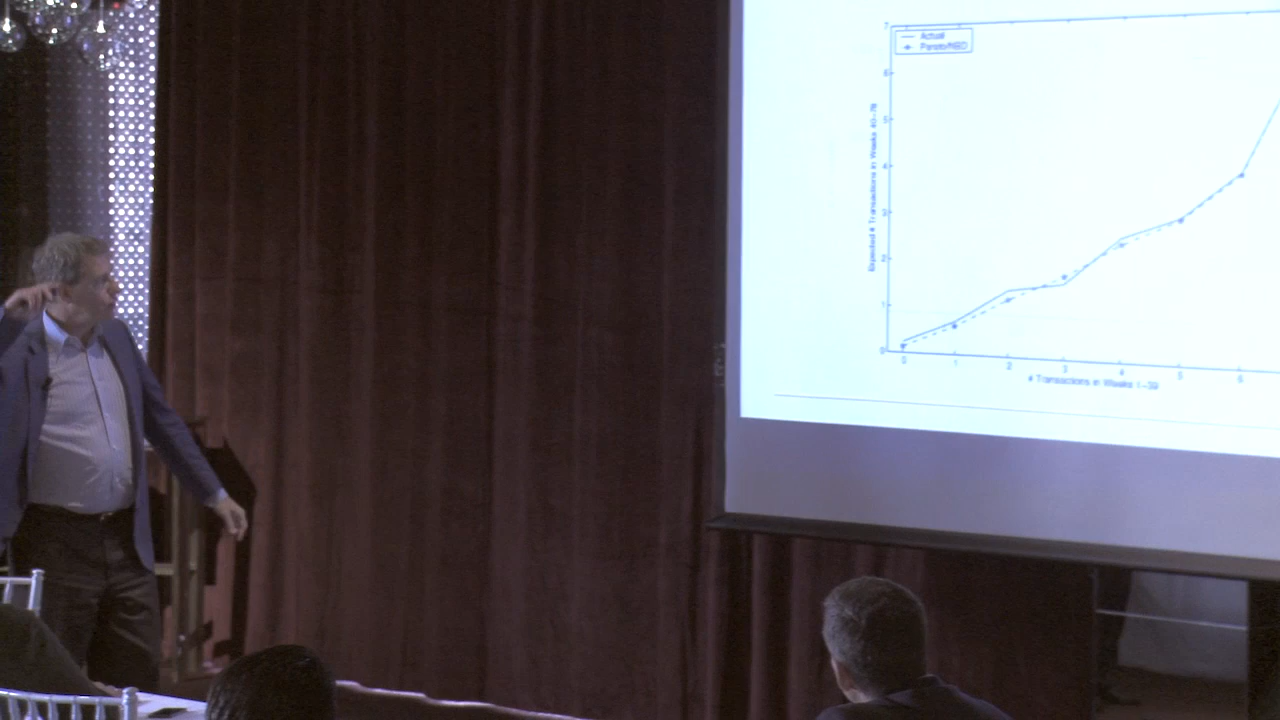 7
Actual
Pareto/NBD
6
5
4
3
2
1
0
Expected # Transactions in Weeks 40-78
0 1 2 3 4 5 6
# Transactions in Weeks 1-39